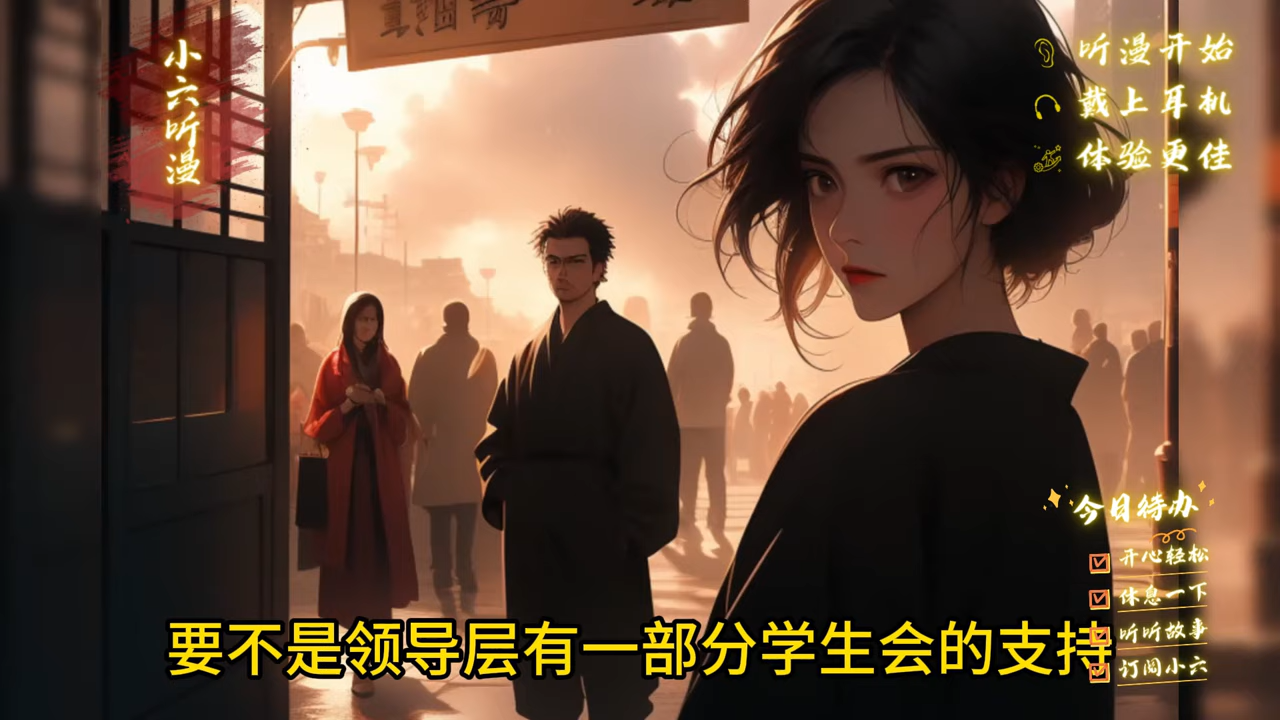 小六听漫
听漫开始
戴上耳机
体验更佳
今日待办
开心轻松
休息一下
听听故事
订阅小六
要不是领导层有一部分学生会的支持